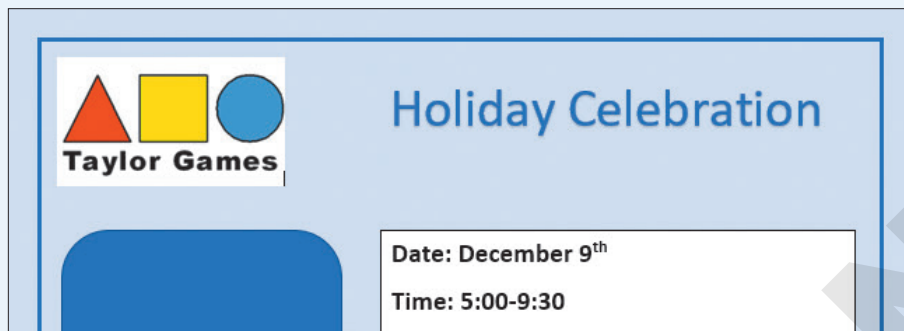 Holiday Celebration
Taylor Games
Date: December 9th
Time: 5:00-9:30